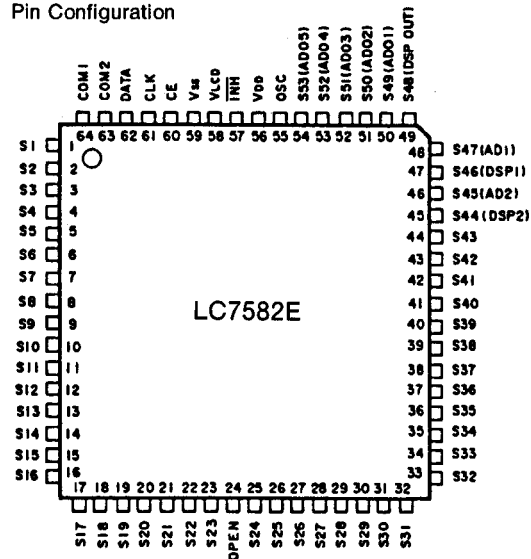 Pin Configuration
COM1 COM2 DATA CLK CE Vss VLCD INH VDD OSC S53(ADO5) S52(ADO4) S51(ADO3) S50(ADO2) S49(ADO1) S48(DSP OUT)
64 63 62 61 60 59 58 57 56 55 54 53 52 51 50 49
S1 1 48 S47(AD1)
S2 2 47 S46(DSP1)
S3 3 46 S45(AD2)
S4 4 45 S44(DSP2)
S5 5 44 S43
S6 6 43 S42
S7 7 42 S41
S8 8 41 S40
LC7582E
S9 9 40 S39
S10 10 39 S38
S11 11 38 S37
S12 12 37 S36
S13 13 36 S35
S14 14 35 S34
S15 15 34 S33
S16 16 33 S32
17 18 19 20 21 22 23 24 25 26 27 28 29 30 31 32
S17 S18 S19 S20 S21 S22 S23 OPEN S24 S25 S26 S27 S28 S29 S30 S31